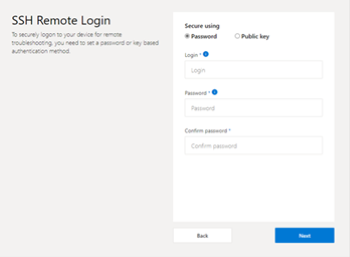 SSH Remote Login
To securely logon to your device for remote
troubleshooting, you need to set a password or key based
authentication method.
Secure using
Password
Public key
Login *
Login
Password *
Password
Confirm password *
Confirm password
Back
Next